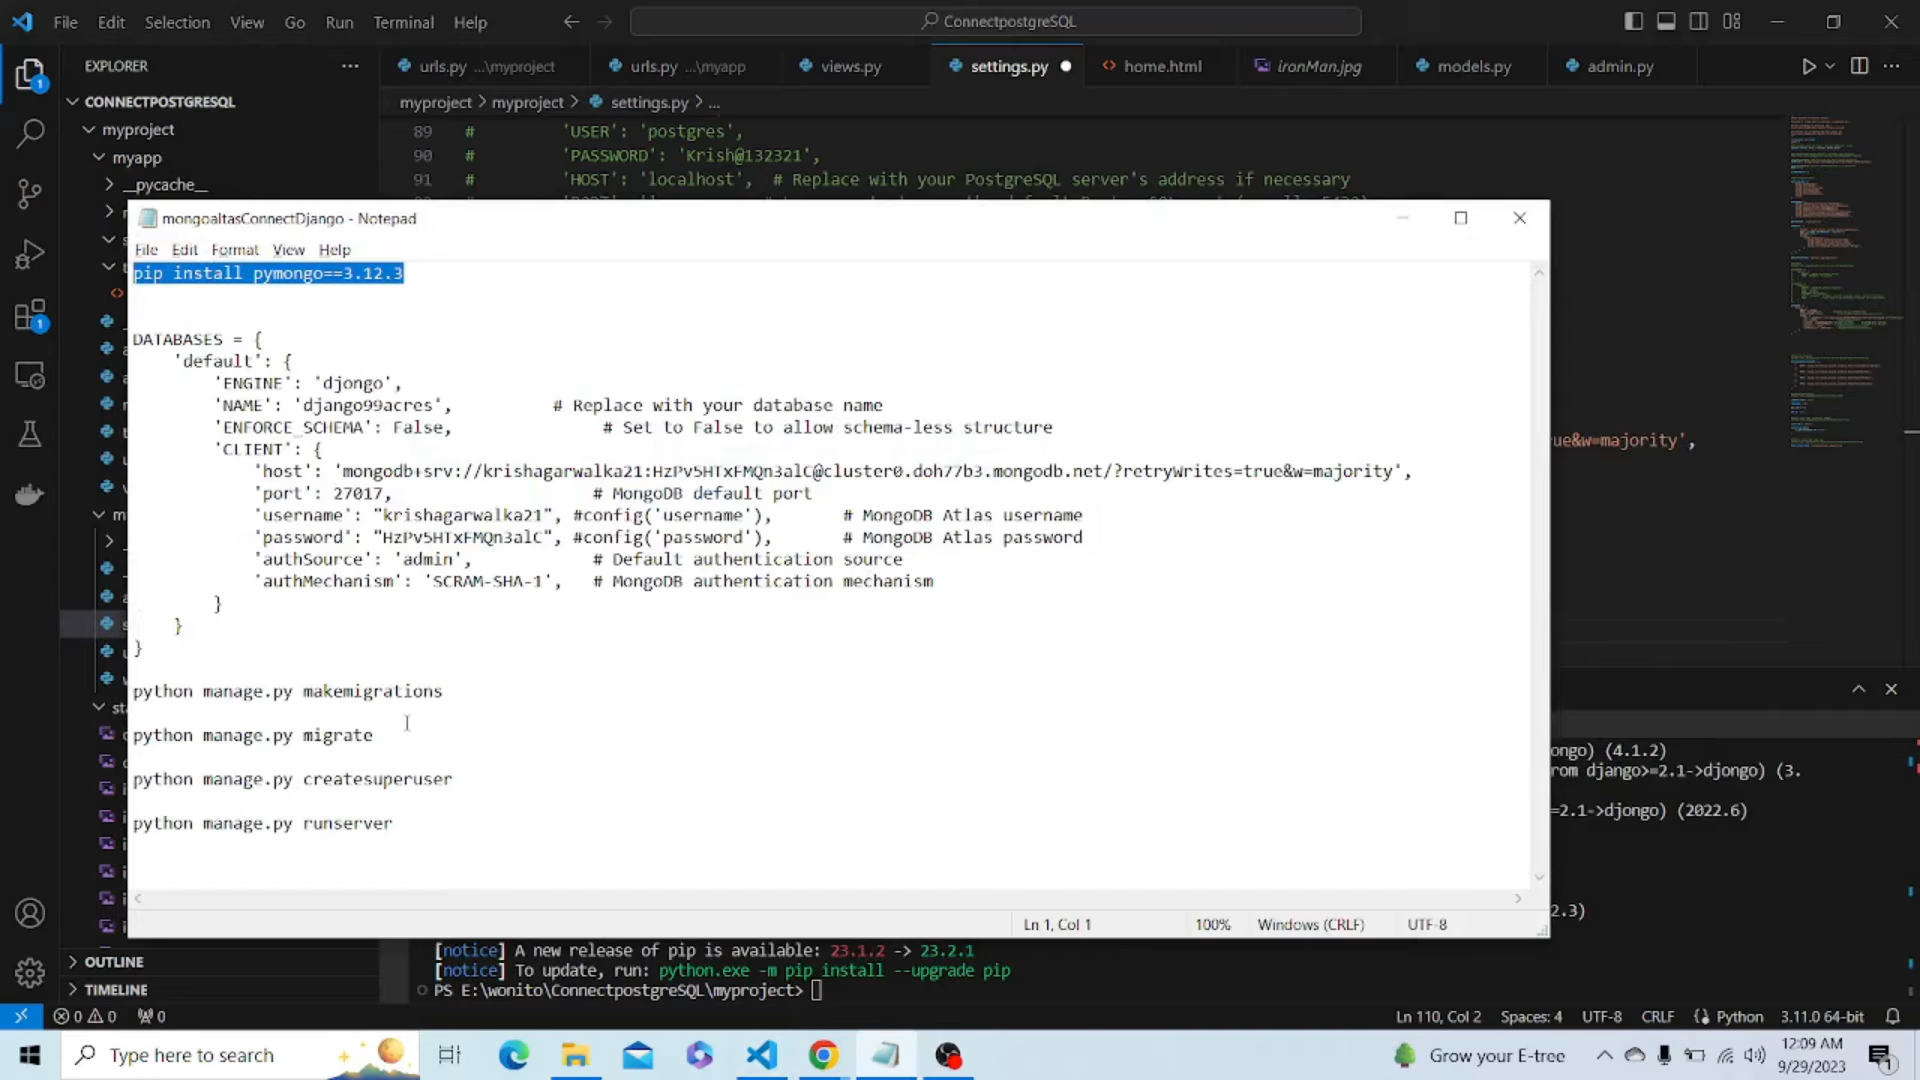 File Edit Selection View Go Run Terminal Help
ConnectpostgreSQL
EXPLORER
urls.py ...\myproject
urls.py ...\myapp
views.py
settings.py
home.html
ironMan.jpg
models.py
admin.py
CONNECTPOSTGRESQL
myproject > myproject > settings.py > ...
myproject
myapp
__pycache__
89 # 'USER': 'postgres',
90 # 'PASSWORD': 'Krish@132321',
91 # 'HOST': 'localhost', # Replace with your PostgreSQL server's address if necessary
mongoaltasConnectDjango - Notepad
File Edit Format View Help
pip install pymongo==3.12.3
DATABASES = {
'default': {
'ENGINE': 'djongo',
'NAME': 'django99acres', # Replace with your database name
'ENFORCE_SCHEMA': False, # Set to False to allow schema-less structure
'CLIENT': {
'host': 'mongodb+srv://krishagarwalka21:HzPv5HTxFMQn3alC@cluster0.doh77b3.mongodb.net/?retryWrites=true&w=majority',
'port': 27017, # MongoDB default port
'username': "krishagarwalka21", #config('username'), # MongoDB Atlas username
'password': "HzPv5HTxFMQn3alC", #config('password'), # MongoDB Atlas password
'authSource': 'admin', # Default authentication source
'authMechanism': 'SCRAM-SHA-1', # MongoDB authentication mechanism
}
}
}
python manage.py makemigrations
python manage.py migrate
python manage.py createsuperuser
python manage.py runserver
Ln 1, Col 1 100% Windows (CRLF) UTF-8
ue&w=majority',
ongo) (4.1.2)
rom django>=2.1->djongo) (3.
=2.1->djongo) (2022.6)
2.3)
[notice] A new release of pip is available: 23.1.2 -> 23.2.1
[notice] To update, run: python.exe -m pip install --upgrade pip
PS E:\wonito\ConnectpostgreSQL\myproject>
OUTLINE
TIMELINE
0 0 0
Ln 110, Col 2 Spaces: 4 UTF-8 CRLF Python 3.11.0 64-bit
Type here to search
Grow your E-tree
12:09 AM
9/29/2023